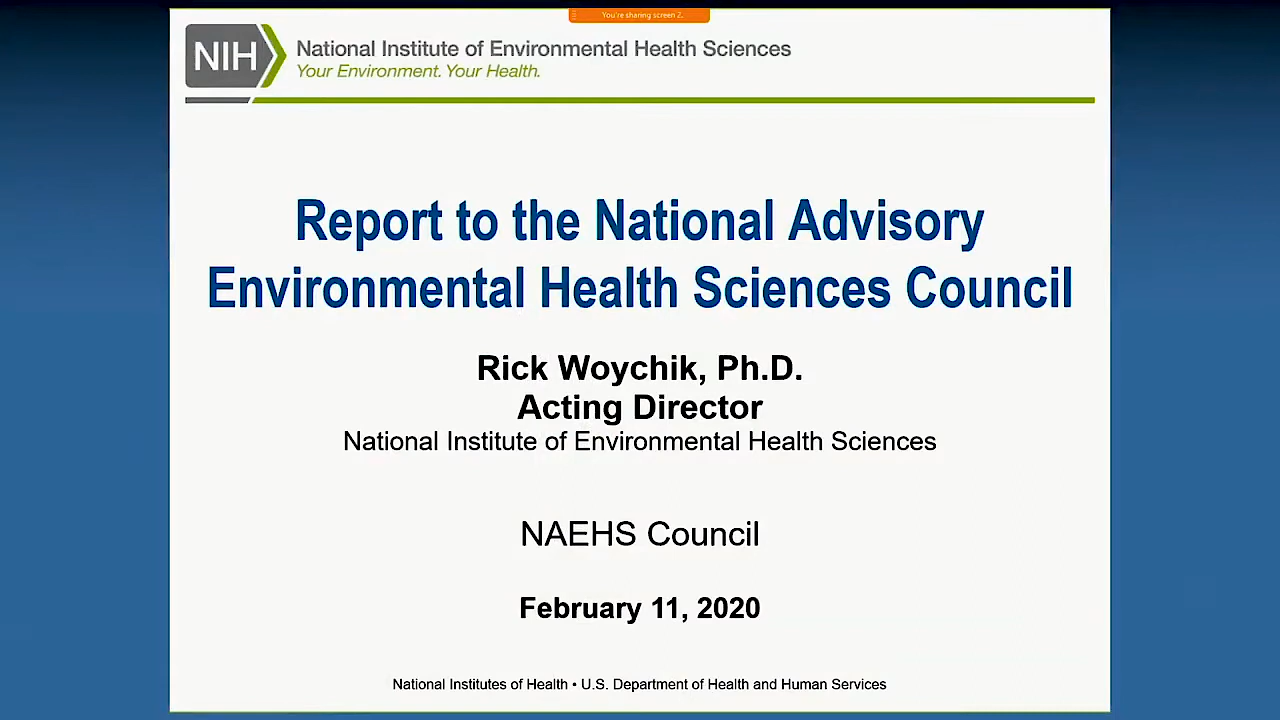 You're sharing screen 2.
NIH
National Institute of Environmental Health Sciences
Your Environment. Your Health.
Report to the National Advisory
Environmental Health Sciences Council
Rick Woychik, Ph.D.
Acting Director
National Institute of Environmental Health Sciences
NAEHS Council
February 11, 2020
National Institutes of Health • U.S. Department of Health and Human Services